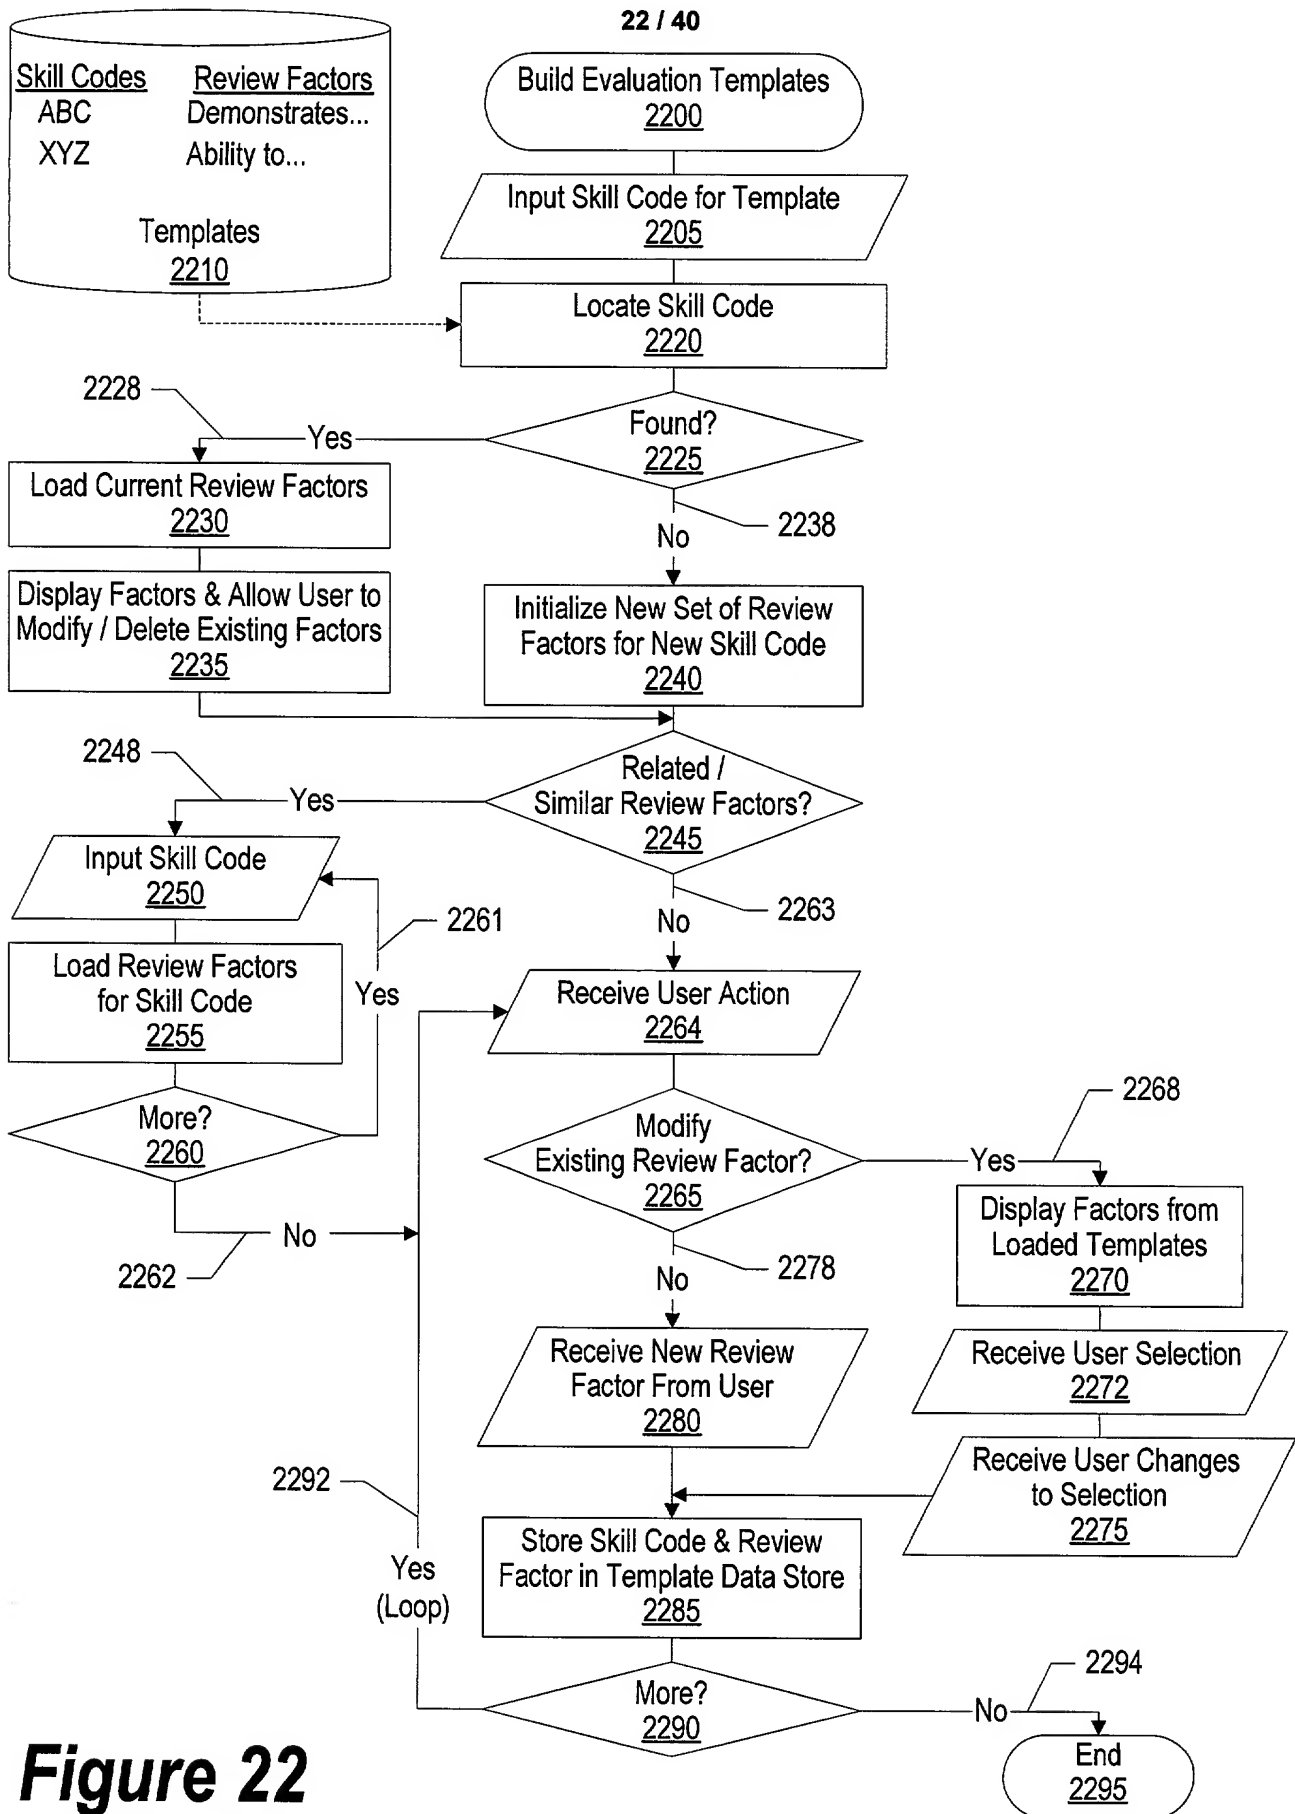 22 / 40
Skill Codes Review Factors
ABC Demonstrates...
XYZ Ability to...
Templates
2210
Build Evaluation Templates
2200
Input Skill Code for Template
2205
Locate Skill Code
2220
2228
Yes
Found?
2225
2238
No
Load Current Review Factors
2230
Display Factors & Allow User to
Modify / Delete Existing Factors
2235
Initialize New Set of Review
Factors for New Skill Code
2240
2248
Yes
Related /
Similar Review Factors?
2245
2263
No
Input Skill Code
2250
2261
Yes
Load Review Factors
for Skill Code
2255
More?
2260
No
2262
Receive User Action
2264
Modify
Existing Review Factor?
2265
Yes
2268
2278
No
Display Factors from
Loaded Templates
2270
Receive User Selection
2272
Receive User Changes
to Selection
2275
Receive New Review
Factor From User
2280
2292
Yes
(Loop)
Store Skill Code & Review
Factor in Template Data Store
2285
More?
2290
No
2294
End
2295
Figure 22